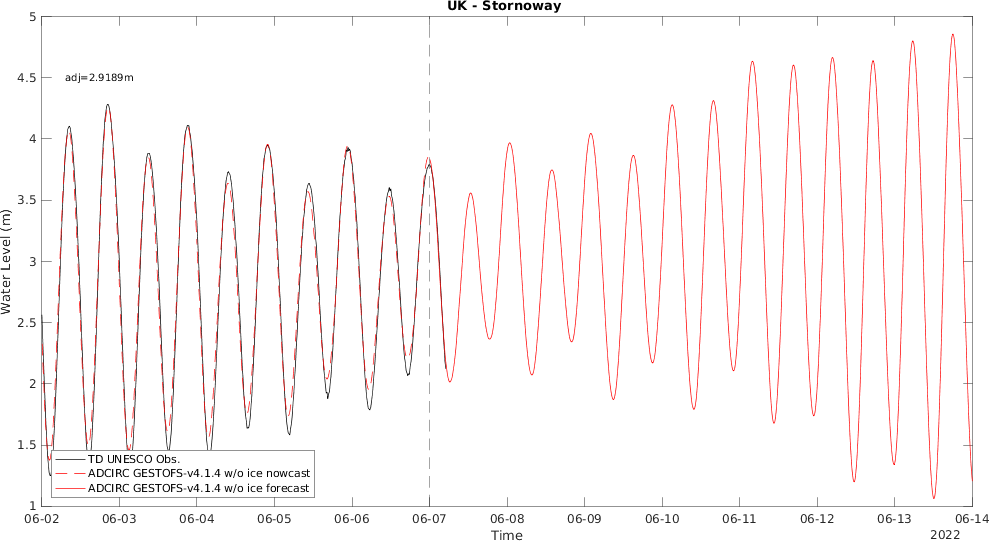 UK - Stornoway
5
4.5
4
3.5
3
2.5
2
1.5
1
Water Level (m)
adj=2.9189m
TD UNESCO Obs.
ADCIRC GESTOFS-v4.1.4 w/o ice nowcast
ADCIRC GESTOFS-v4.1.4 w/o ice forecast
06-02 06-03 06-04 06-05 06-06 06-07 06-08 06-09 06-10 06-11 06-12 06-13 06-14
Time
2022